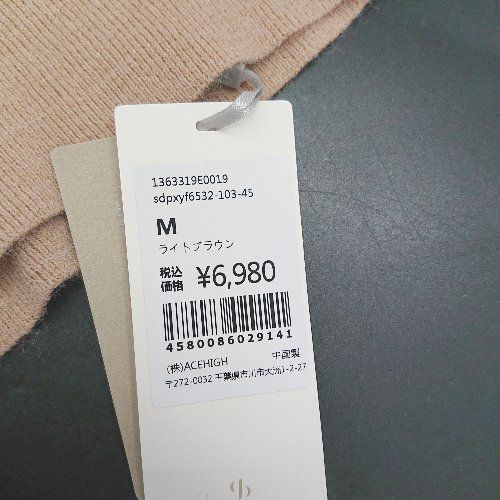 1363319E0019
sdpxyf6532-103-45
M
ライトブラウン
税込
価格 ¥6,980
4580086029141
(株)ACEHIGH 中国製
〒272-0032 千葉県市川市大洲1-2-27